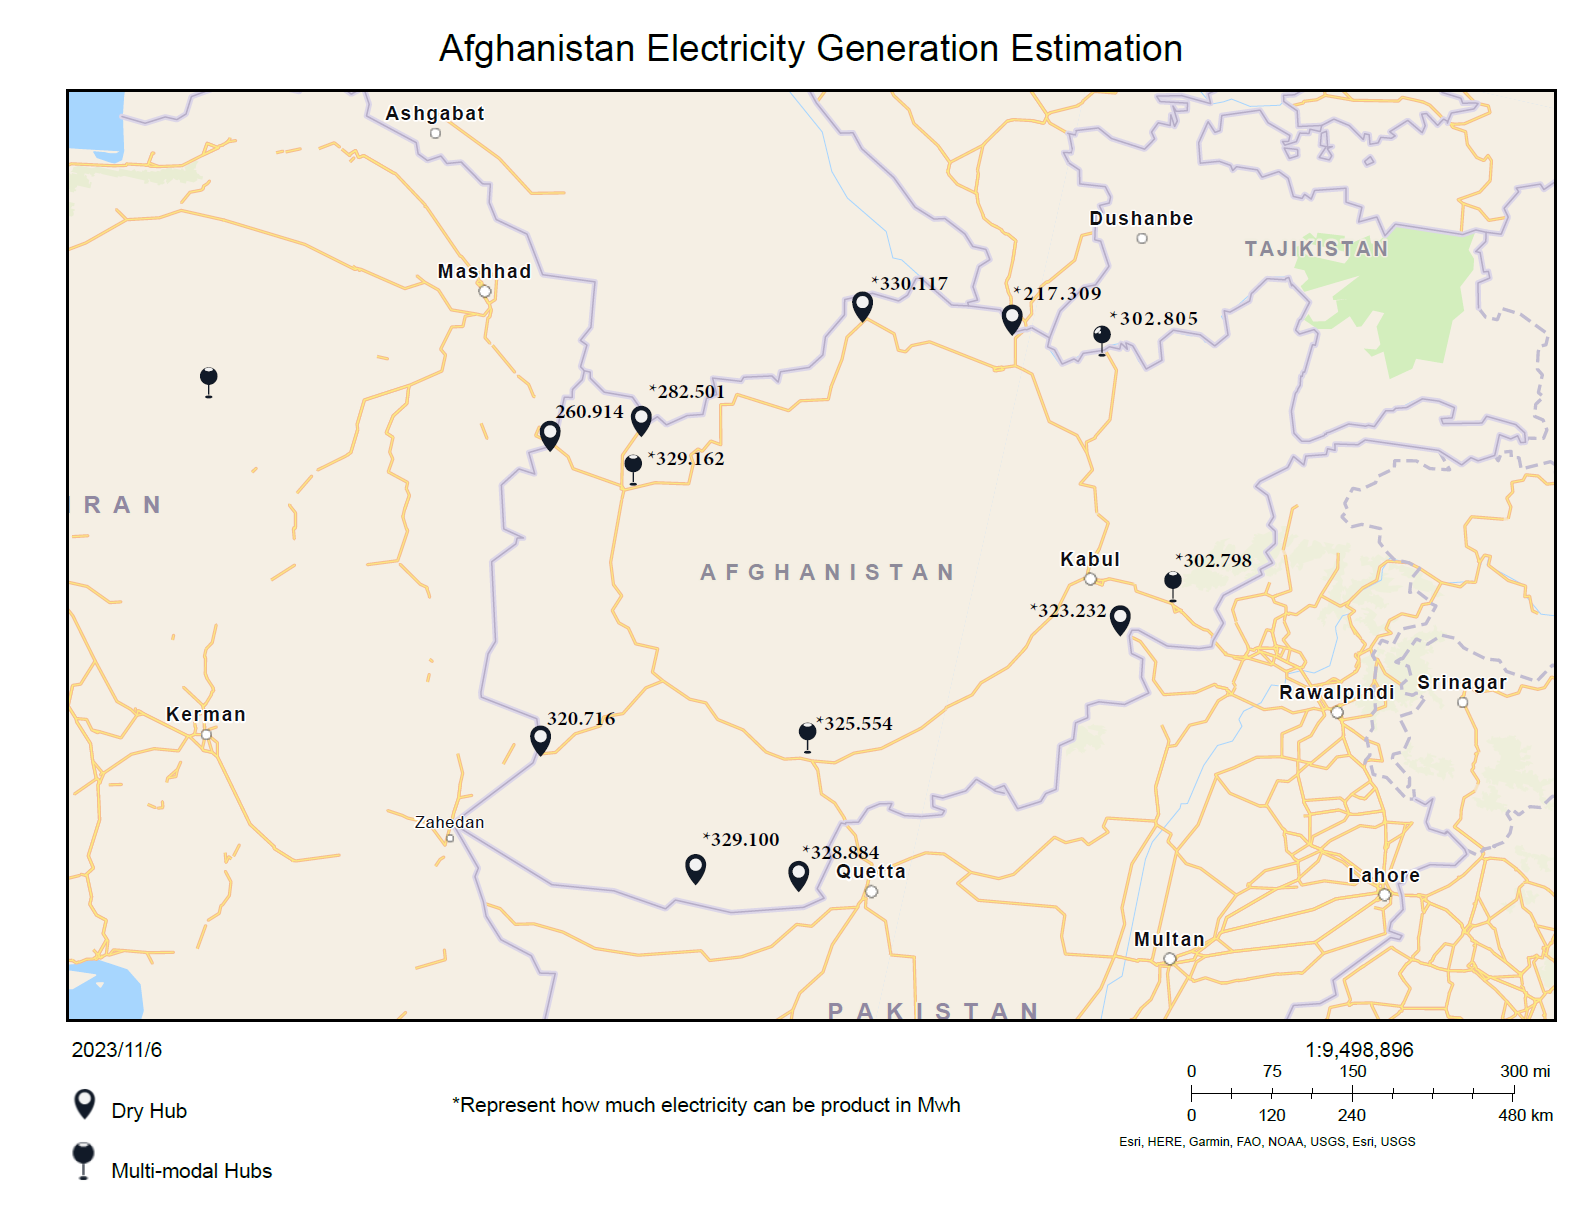 Afghanistan Electricity Generation Estimation
Ashgabat
Dushanbe
TAJIKISTAN
Mashhad
*330.117
*217.309
*302.805
*282.501
260.914
*329.162
RAN
AFGHANISTAN
Kabul
*302.798
*323.232
Rawalpindi
Srinagar
Kerman
320.716
*325.554
Zahedan
*329.100
*328.884
Quetta
Lahore
Multan
PAKISTAN
2023/11/6
1:9,498,896
0 75 150 300 mi
0 120 240 480 km
Dry Hub
*Represent how much electricity can be product in Mwh
Esri, HERE, Garmin, FAO, NOAA, USGS, Esri, USGS
Multi-modal Hubs